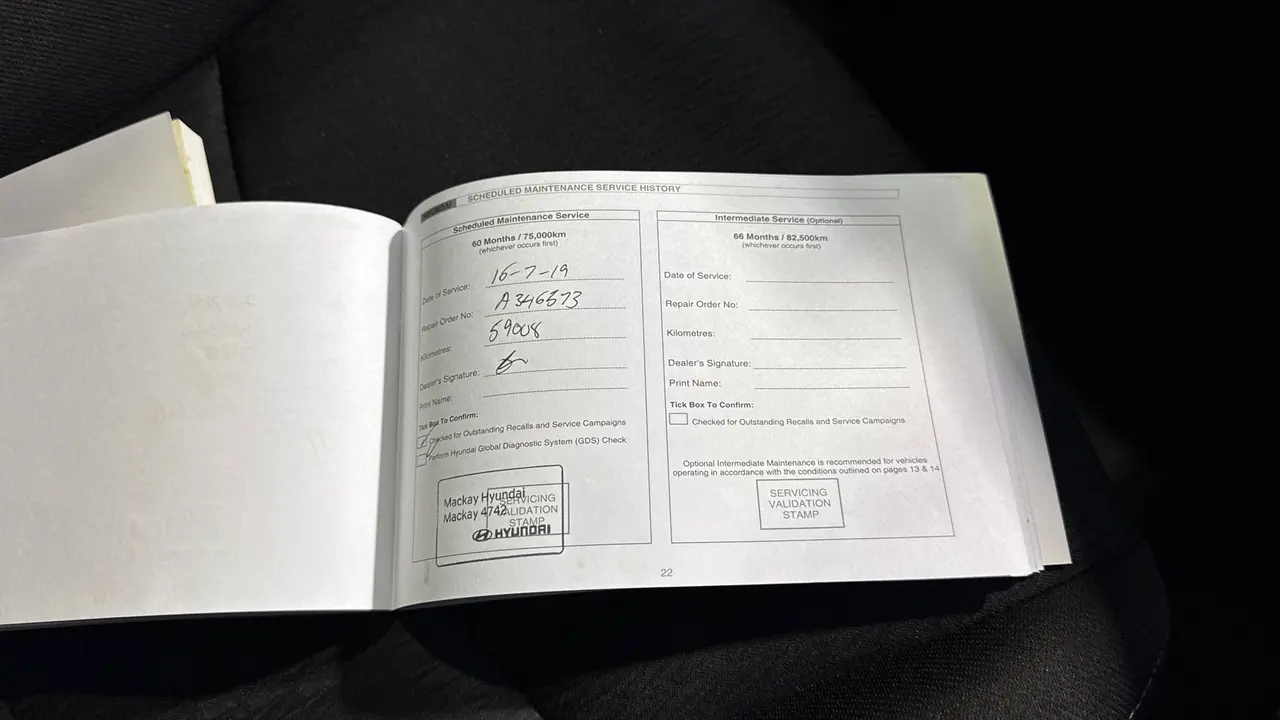 HYUNDAI SCHEDULED MAINTENANCE SERVICE HISTORY
Scheduled Maintenance Service
60 Months / 75,000km
(whichever occurs first)
Date of Service: 16-7-19
Repair Order No: A346573
Kilometres: 59008
Dealer's Signature:
Print Name:
Tick Box To Confirm:
Checked for Outstanding Recalls and Service Campaigns
Perform Hyundai Global Diagnostic System (GDS) Check
SERVICING
VALIDATION
STAMP
Mackay Hyundai
Mackay 4742
HYUNDAI
Intermediate Service (Optional)
66 Months / 82,500km
(whichever occurs first)
Date of Service:
Repair Order No:
Kilometres:
Dealer's Signature:
Print Name:
Tick Box To Confirm:
Checked for Outstanding Recalls and Service Campaigns
Optional Intermediate Maintenance is recommended for vehicles
operating in accordance with the conditions outlined on pages 13 & 14
SERVICING
VALIDATION
STAMP
22